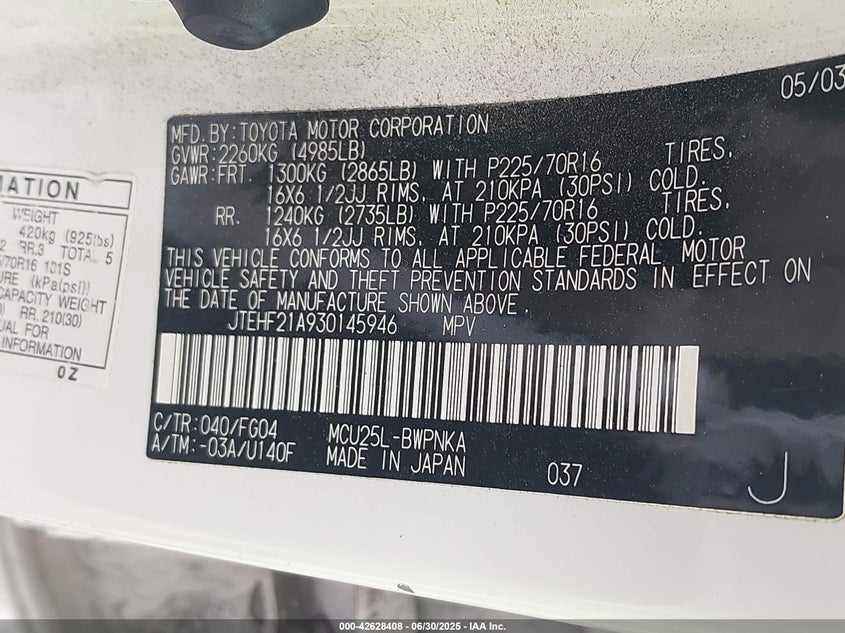 05/03
MFD.BY:TOYOTA MOTOR CORPORATION
GVWR:2260KG (4985LB)
GAWR:FRT. 1300KG (2865LB) WITH P225/70R16 TIRES,
16X6 1/2JJ RIMS, AT 210KPA (30PSI) COLD.
RR. 1240KG (2735LB) WITH P225/70R16 TIRES,
16X6 1/2JJ RIMS, AT 210KPA (30PSI) COLD.
THIS VEHICLE CONFORMS TO ALL APPLICABLE FEDERAL MOTOR
VEHICLE SAFETY AND THEFT PREVENTION STANDARDS IN EFFECT ON
THE DATE OF MANUFACTURE SHOWN ABOVE.
JTEHF21A930145946 MPV
C/TR:040/FG04 MCU25L-BWPNKA
A/TM:-03A/U140F MADE IN JAPAN 037 J
MATION
WEIGHT
420kg (925lbs)
2 RR.3 TOTAL 5
/70R16 101S
URE (kPa(psi))
CAPACITY WEIGHT
) RR. 210(30)
UAL FOR
INFORMATION
0Z
000-42628408 - 06/30/2025 - IAA Inc.